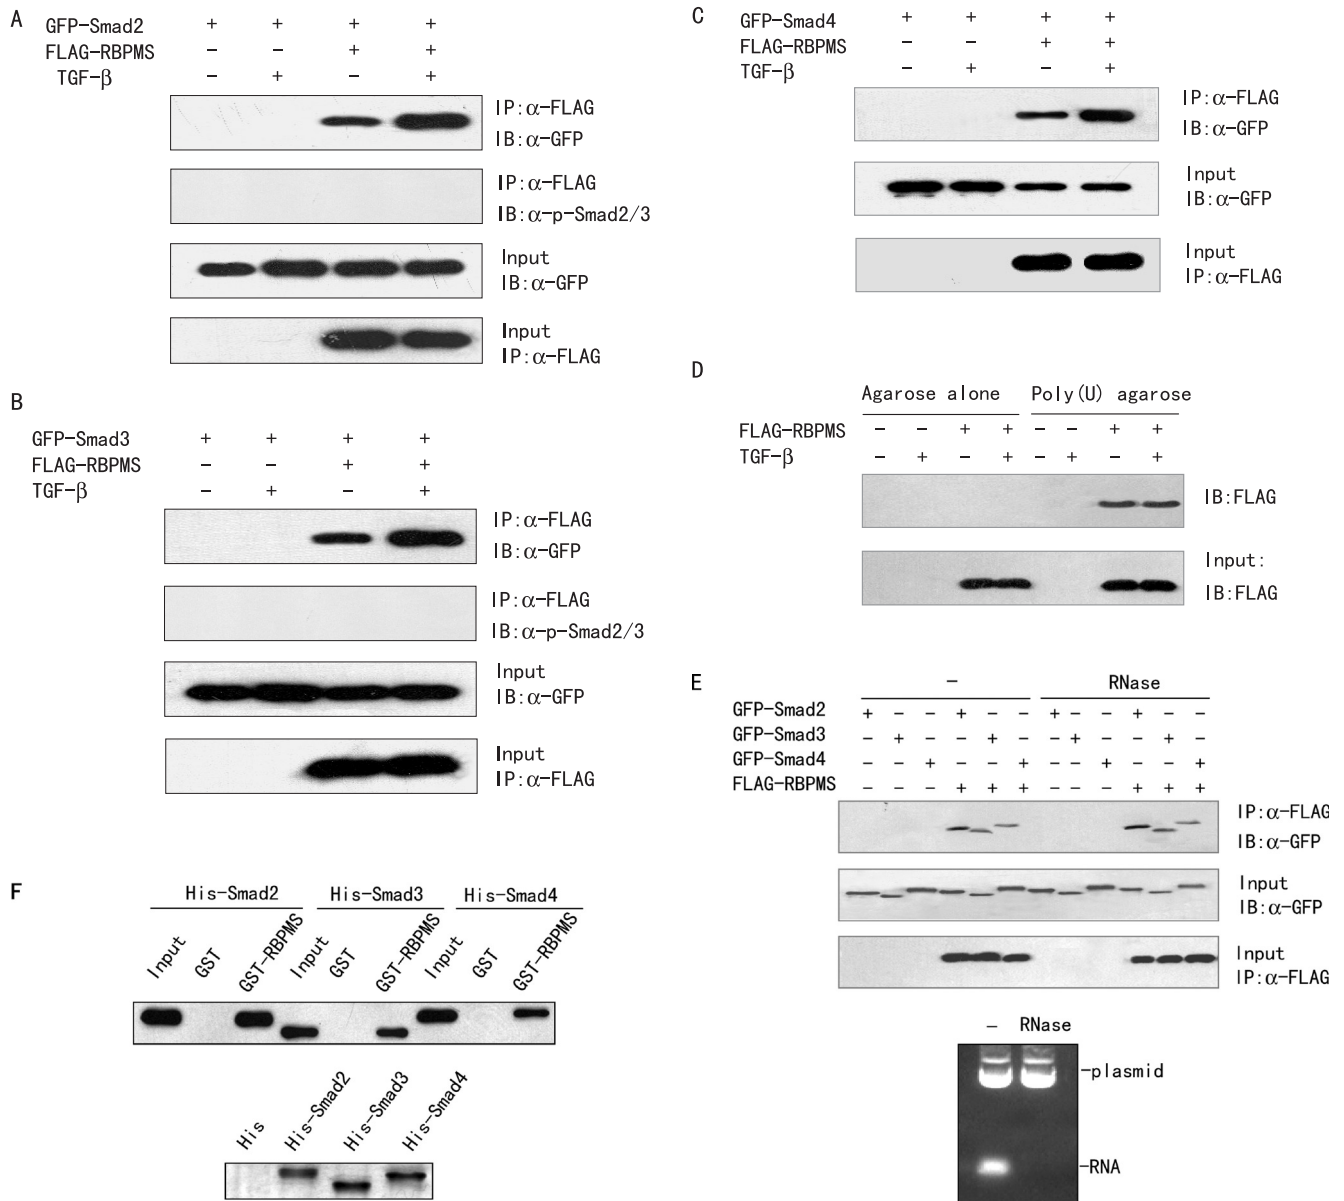 A
GFP-Smad2 + + + +
FLAG-RBPMS − − + +
TGF-β − + − +
IP:α-FLAG
IB:α-GFP
IP:α-FLAG
IB:α-p-Smad2/3
Input
IB:α-GFP
Input
IP:α-FLAG
B
GFP-Smad3 + + + +
FLAG-RBPMS − − + +
TGF-β − + − +
IP:α-FLAG
IB:α-GFP
IP:α-FLAG
IB:α-p-Smad2/3
Input
IB:α-GFP
Input
IP:α-FLAG
C
GFP-Smad4 + + + +
FLAG-RBPMS − − + +
TGF-β − + − +
IP:α-FLAG
IB:α-GFP
Input
IB:α-GFP
Input
IP:α-FLAG
D
Agarose alone Poly(U) agarose
FLAG-RBPMS − − + + − − + +
TGF-β − + − + − + − +
IB:FLAG
Input:
IB:FLAG
E
− RNase
GFP-Smad2 + − − + − − + − − + − −
GFP-Smad3 − + − − + − − + − − + −
GFP-Smad4 − − + − − + − − + − − +
FLAG-RBPMS − − − + + + − − − + + +
IP:α-FLAG
IB:α-GFP
Input
IB:α-GFP
Input
IP:α-FLAG
− RNase
-plasmid
-RNA
F
His-Smad2 His-Smad3 His-Smad4
Input GST GST-RBPMS Input GST GST-RBPMS Input GST GST-RBPMS
His His-Smad2 His-Smad3 His-Smad4